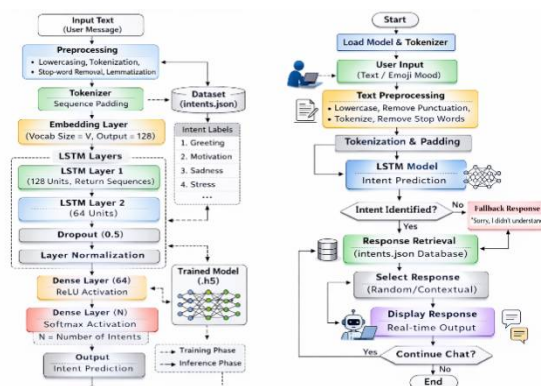 Input Text
(User Message)
Preprocessing
• Lowercasing, Tokenization,
• Stop-word Removal, Lemmatization
Tokenizer
Sequence Padding
Embedding Layer
(Vocab Size = V, Output = 128)
LSTM Layers
LSTM Layer 1
(128 Units, Return Sequences)
LSTM Layer 2
(64 Units)
Dropout (0.5)
Layer Normalization
Dense Layer (64)
ReLU Activation
Dense Layer (N)
Softmax Activation
N = Number of Intents
Output
Intent Prediction
Dataset
(intents.json)
Intent Labels
1. Greeting
2. Motivation
3. Sadness
4. Stress
...
Trained Model
(.h5)
Training Phase
Inference Phase
Start
Load Model & Tokenizer
User Input
(Text / Emoji Mood)
Text Preprocessing
• Lowercase, Remove Punctuation,
• Tokenize, Remove Stop Words
Tokenization & Padding
LSTM Model
Intent Prediction
Intent Identified?
No
Fallback Response
"Sorry, I didn't understand
Yes
Response Retrieval
(intents.json Database)
Select Response
(Random/Contextual)
Display Response
Real-time Output
Yes
Continue Chat?
No
End